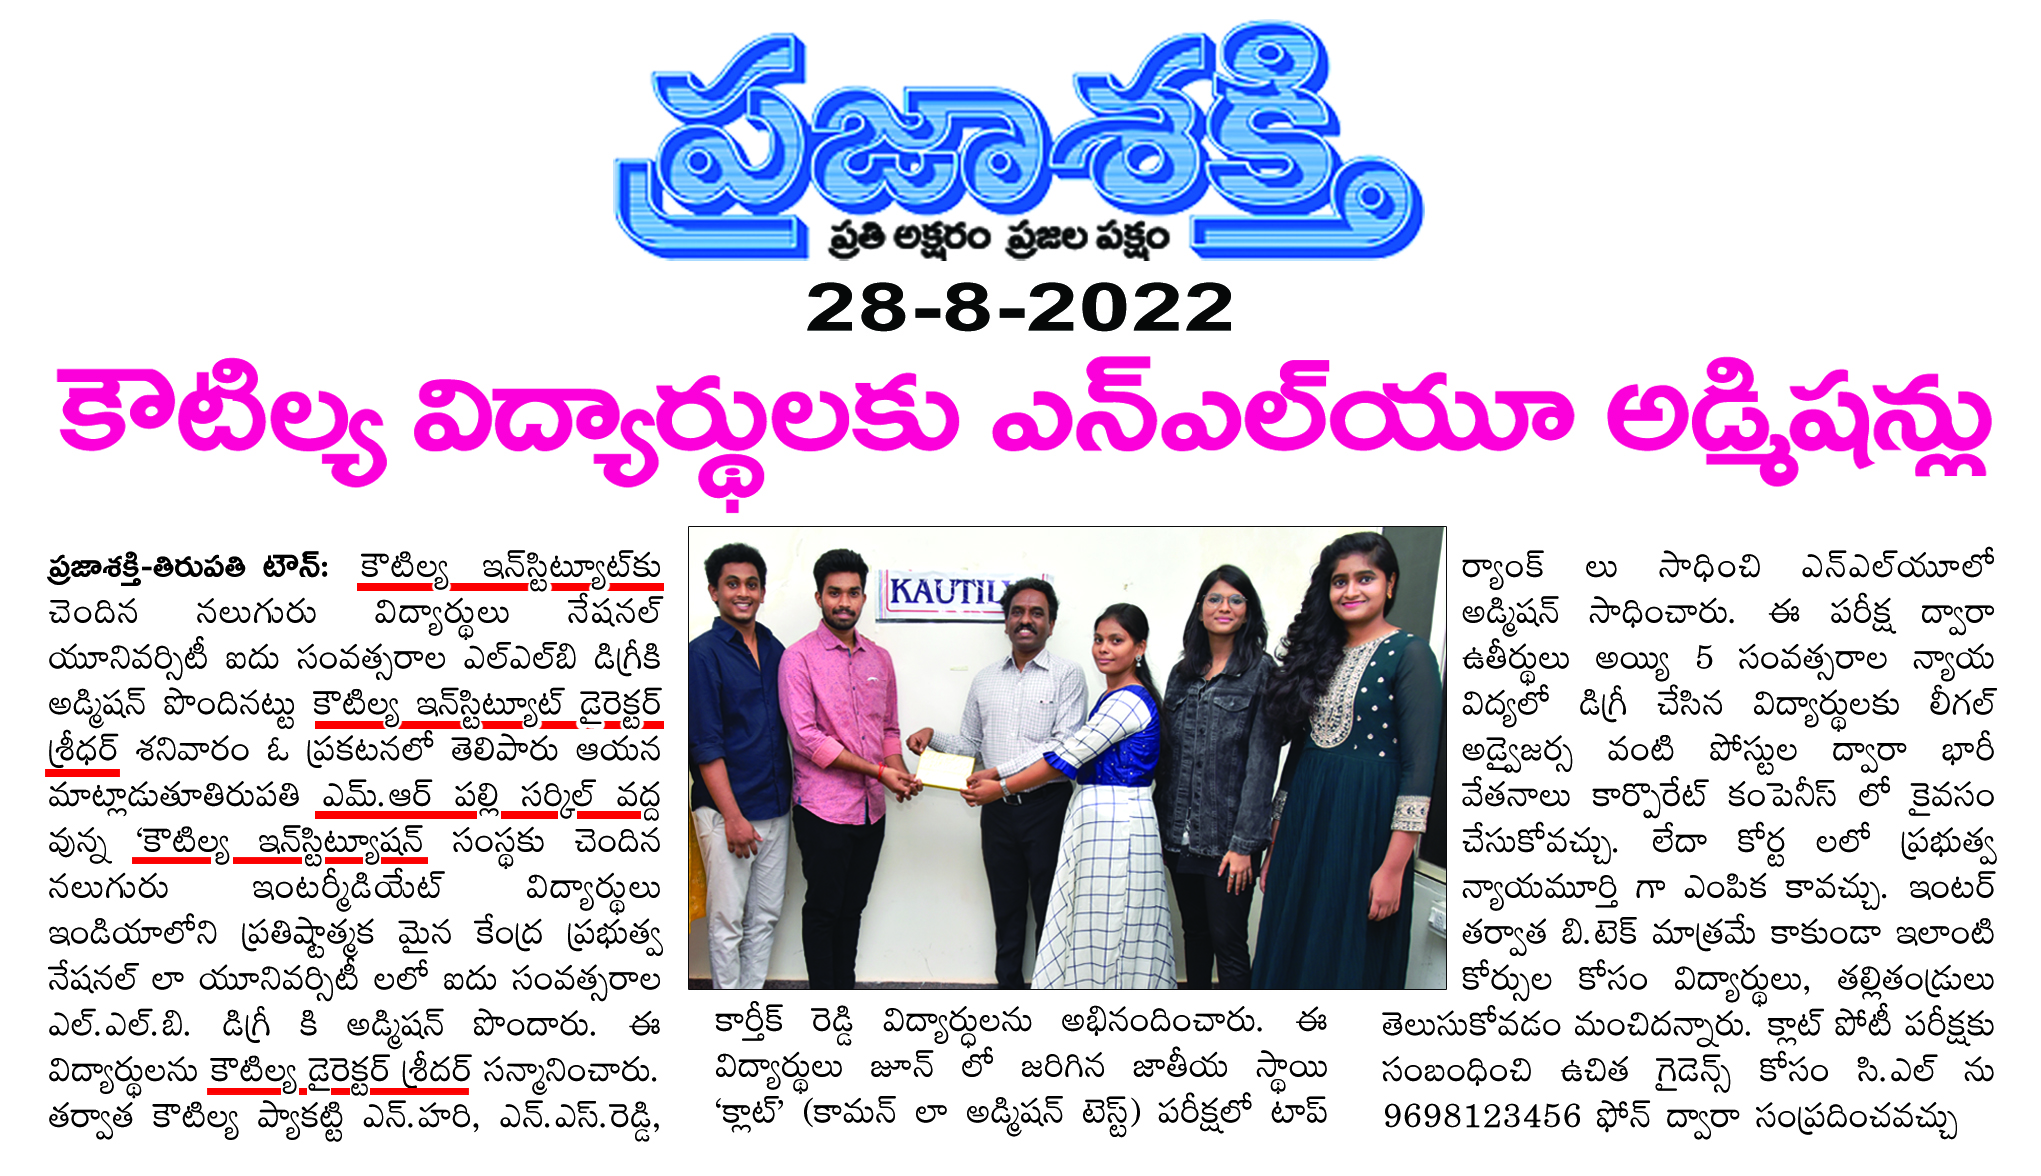 ప్రజాశక్తి
ప్రతి అక్షరం ప్రజల పక్షం
28-8-2022
కౌటిల్య విద్యార్థులకు ఎన్ఎల్‌యూ అడ్మిషన్లు
ప్రజాశక్తి-తిరుపతి టౌన్: కౌటిల్య ఇన్‌స్టిట్యూట్‌కు
చెందిన నలుగురు విద్యార్థులు నేషనల్
యూనివర్సిటీ ఐదు సంవత్సరాల ఎల్ఎల్‌బి డిగ్రీకి
అడ్మిషన్ పొందినట్టు కౌటిల్య ఇన్‌స్టిట్యూట్ డైరెక్టర్
శ్రీధర్ శనివారం ఓ ప్రకటనలో తెలిపారు ఆయన
మాట్లాడుతూతిరుపతి ఎమ్.ఆర్ పల్లి సర్కిల్ వద్ద
వున్న ‘కౌటిల్య ఇన్‌స్టిట్యూషన్ సంస్థకు చెందిన
నలుగురు ఇంటర్మీడియేట్ విద్యార్థులు
ఇండియాలోని ప్రతిష్టాత్మక మైన కేంద్ర ప్రభుత్వ
నేషనల్ లా యూనివర్సిటీ లలో ఐదు సంవత్సరాల
ఎల్.ఎల్.బి. డిగ్రీ కి అడ్మిషన్ పొందారు. ఈ
విద్యార్థులను కౌటిల్య డైరెక్టర్ శ్రీదర్ సన్మానించారు.
తర్వాత కౌటిల్య ప్యాకట్టి ఎన్.హరి, ఎన్.ఎస్.రెడ్డి,
KAUTIL
కార్తీక్ రెడ్డి విద్యార్ధులను అభినందించారు. ఈ
విద్యార్థులు జూన్ లో జరిగిన జాతీయ స్థాయి
‘క్లాట్’ (కామన్ లా అడ్మిషన్ టెస్ట్) పరీక్షలో టాప్
ర్యాంక్ లు సాధించి ఎన్ఎల్‌యూలో
అడ్మిషన్ సాధించారు. ఈ పరీక్ష ద్వారా
ఉతీర్థులు అయ్యి 5 సంవత్సరాల న్యాయ
విద్యలో డిగ్రీ చేసిన విద్యార్థులకు లీగల్
అడ్వైజర్స వంటి పోస్టుల ద్వారా భారీ
వేతనాలు కార్పొరేట్ కంపెనీస్ లో కైవసం
చేసుకోవచ్చు. లేదా కోర్ట లలో ప్రభుత్వ
న్యాయమూర్తి గా ఎంపిక కావచ్చు. ఇంటర్
తర్వాత బి.టెక్ మాత్రమే కాకుండా ఇలాంటి
కోర్సుల కోసం విద్యార్థులు, తల్లితండ్రులు
తెలుసుకోవడం మంచిదన్నారు. క్లాట్ పోటీ పరీక్షకు
సంబంధించి ఉచిత గైడెన్స్ కోసం సి.ఎల్ ను
9698123456 ఫోన్ ద్వారా సంప్రదించవచ్చు